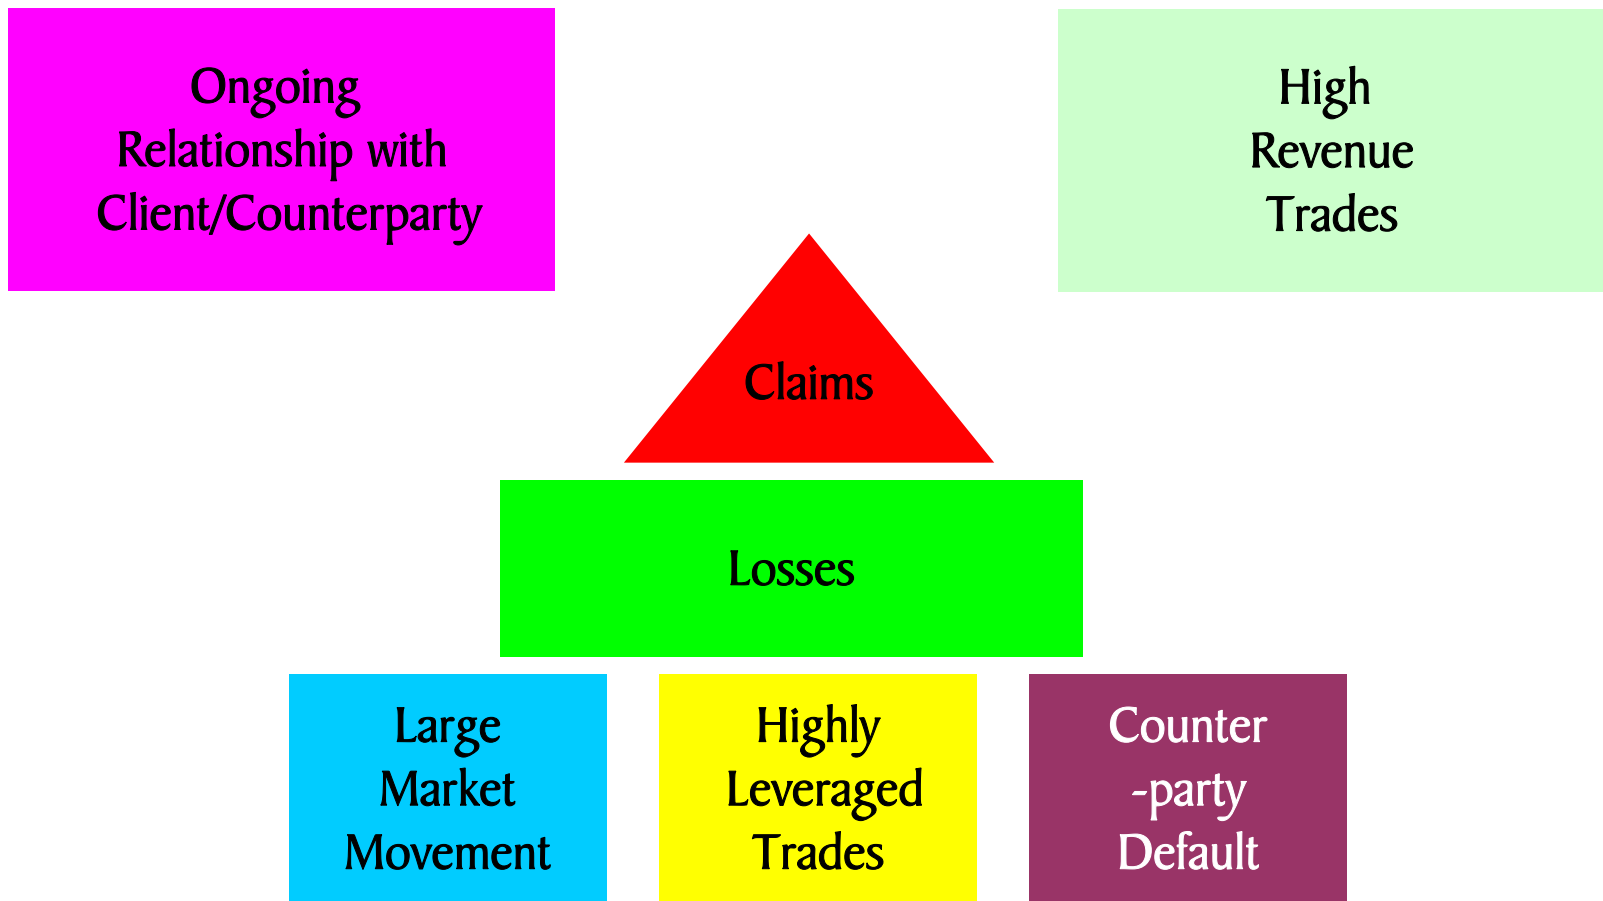 Ongoing
Relationship with
Client/Counterparty
High
Revenue
Trades
Claims
Losses
Large
Market
Movement
Highly
Leveraged
Trades
Counter
-party
Default